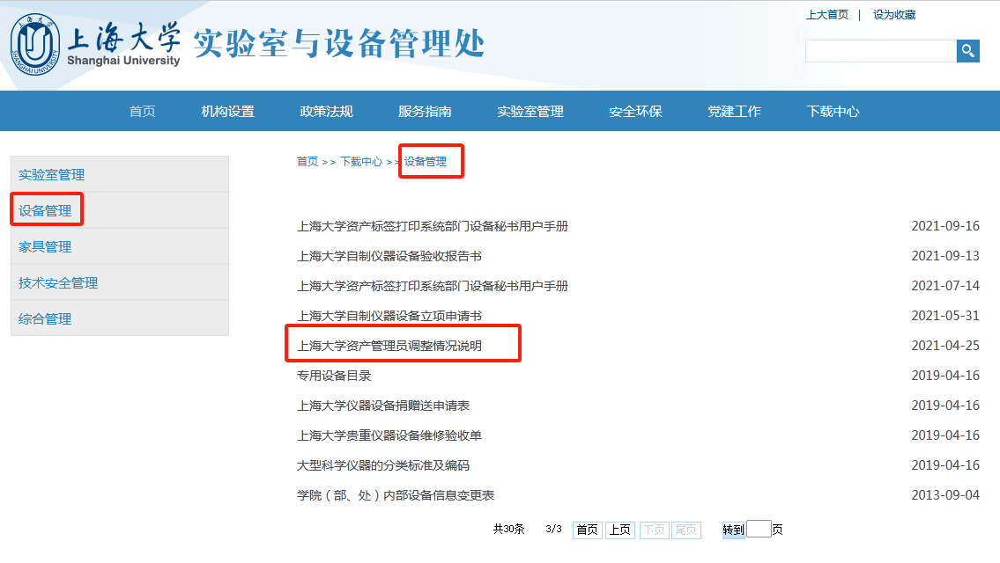 上大首页 | 设为收藏
上海大学 实验室与设备管理处
Shanghai University
首页 机构设置 政策法规 服务指南 实验室管理 安全环保 党建工作 下载中心
实验室管理
设备管理
家具管理
技术安全管理
综合管理
首页 >> 下载中心 >> 设备管理
上海大学资产标签打印系统部门设备秘书用户手册 2021-09-16
上海大学自制仪器设备验收报告书 2021-09-13
上海大学资产标签打印系统部门设备秘书用户手册 2021-07-14
上海大学自制仪器设备立项申请书 2021-05-31
上海大学资产管理员调整情况说明 2021-04-25
专用设备目录 2019-04-16
上海大学仪器设备捐赠送申请表 2019-04-16
上海大学贵重仪器设备维修验收单 2019-04-16
大型科学仪器的分类标准及编码 2019-04-16
学院（部、处）内部设备信息变更表 2013-09-04
共30条 3/3 首页 上页 下页 尾页 转到 页